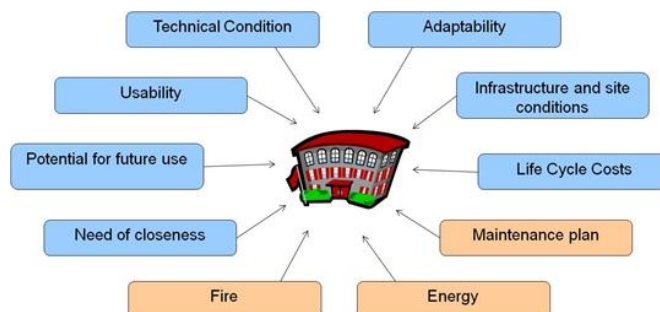 Technical Condition
Adaptability
Usability
Infrastructure and site
conditions
Potential for future use
Life Cycle Costs
Need of closeness
Maintenance plan
Fire
Energy